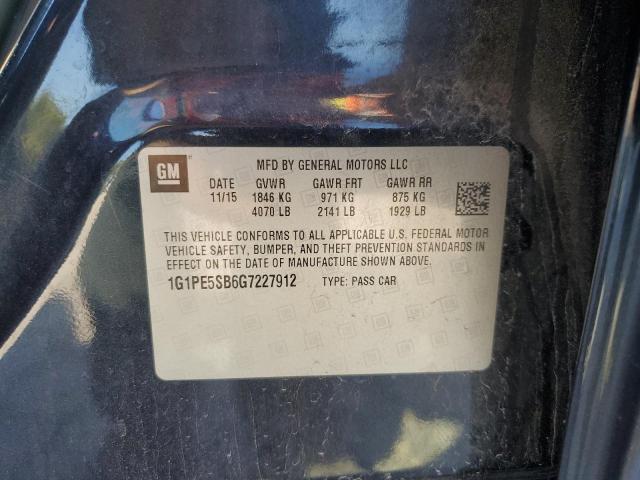 GM ®
MFD BY GENERAL MOTORS LLC
DATE GVWR GAWR FRT GAWR RR
11/15 1846 KG 971 KG 875 KG
4070 LB 2141 LB 1929 LB
THIS VEHICLE CONFORMS TO ALL APPLICABLE U.S. FEDERAL MOTOR
VEHICLE SAFETY, BUMPER, AND THEFT PREVENTION STANDARDS IN
EFFECT ON THE DATE OF MANUFACTURE SHOWN ABOVE.
1G1PE5SB6G7227912 TYPE: PASS CAR